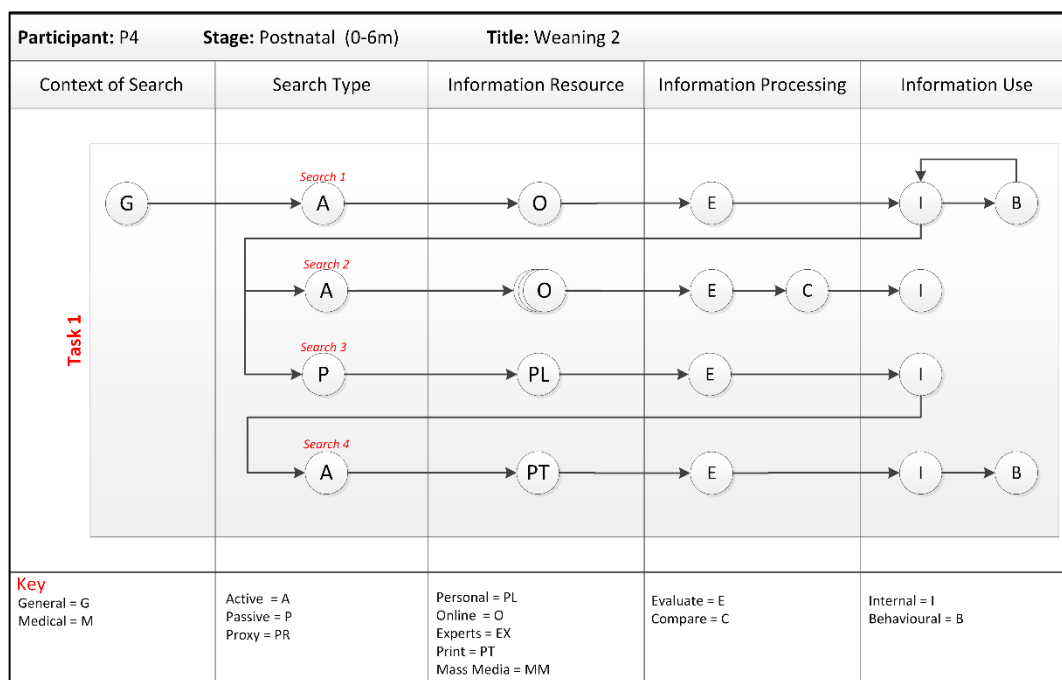 Participant: P4 Stage: Postnatal (0-6m) Title: Weaning 2
Context of Search Search Type Information Resource Information Processing Information Use
Task 1
Search 1
G A O E I B
Search 2
A O E C I
Search 3
P PL E I
Search 4
A PT E I B
Key
General = G
Medical = M
Active = A
Passive = P
Proxy = PR
Personal = PL
Online = O
Experts = EX
Print = PT
Mass Media = MM
Evaluate = E
Compare = C
Internal = I
Behavioural = B